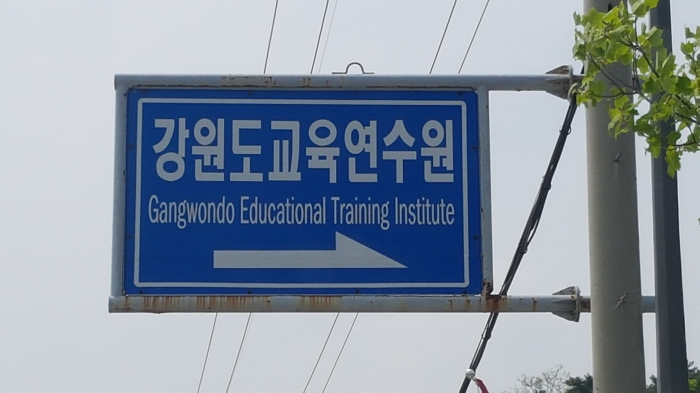 강원도교육연수원
Gangwondo Educational Training Institute